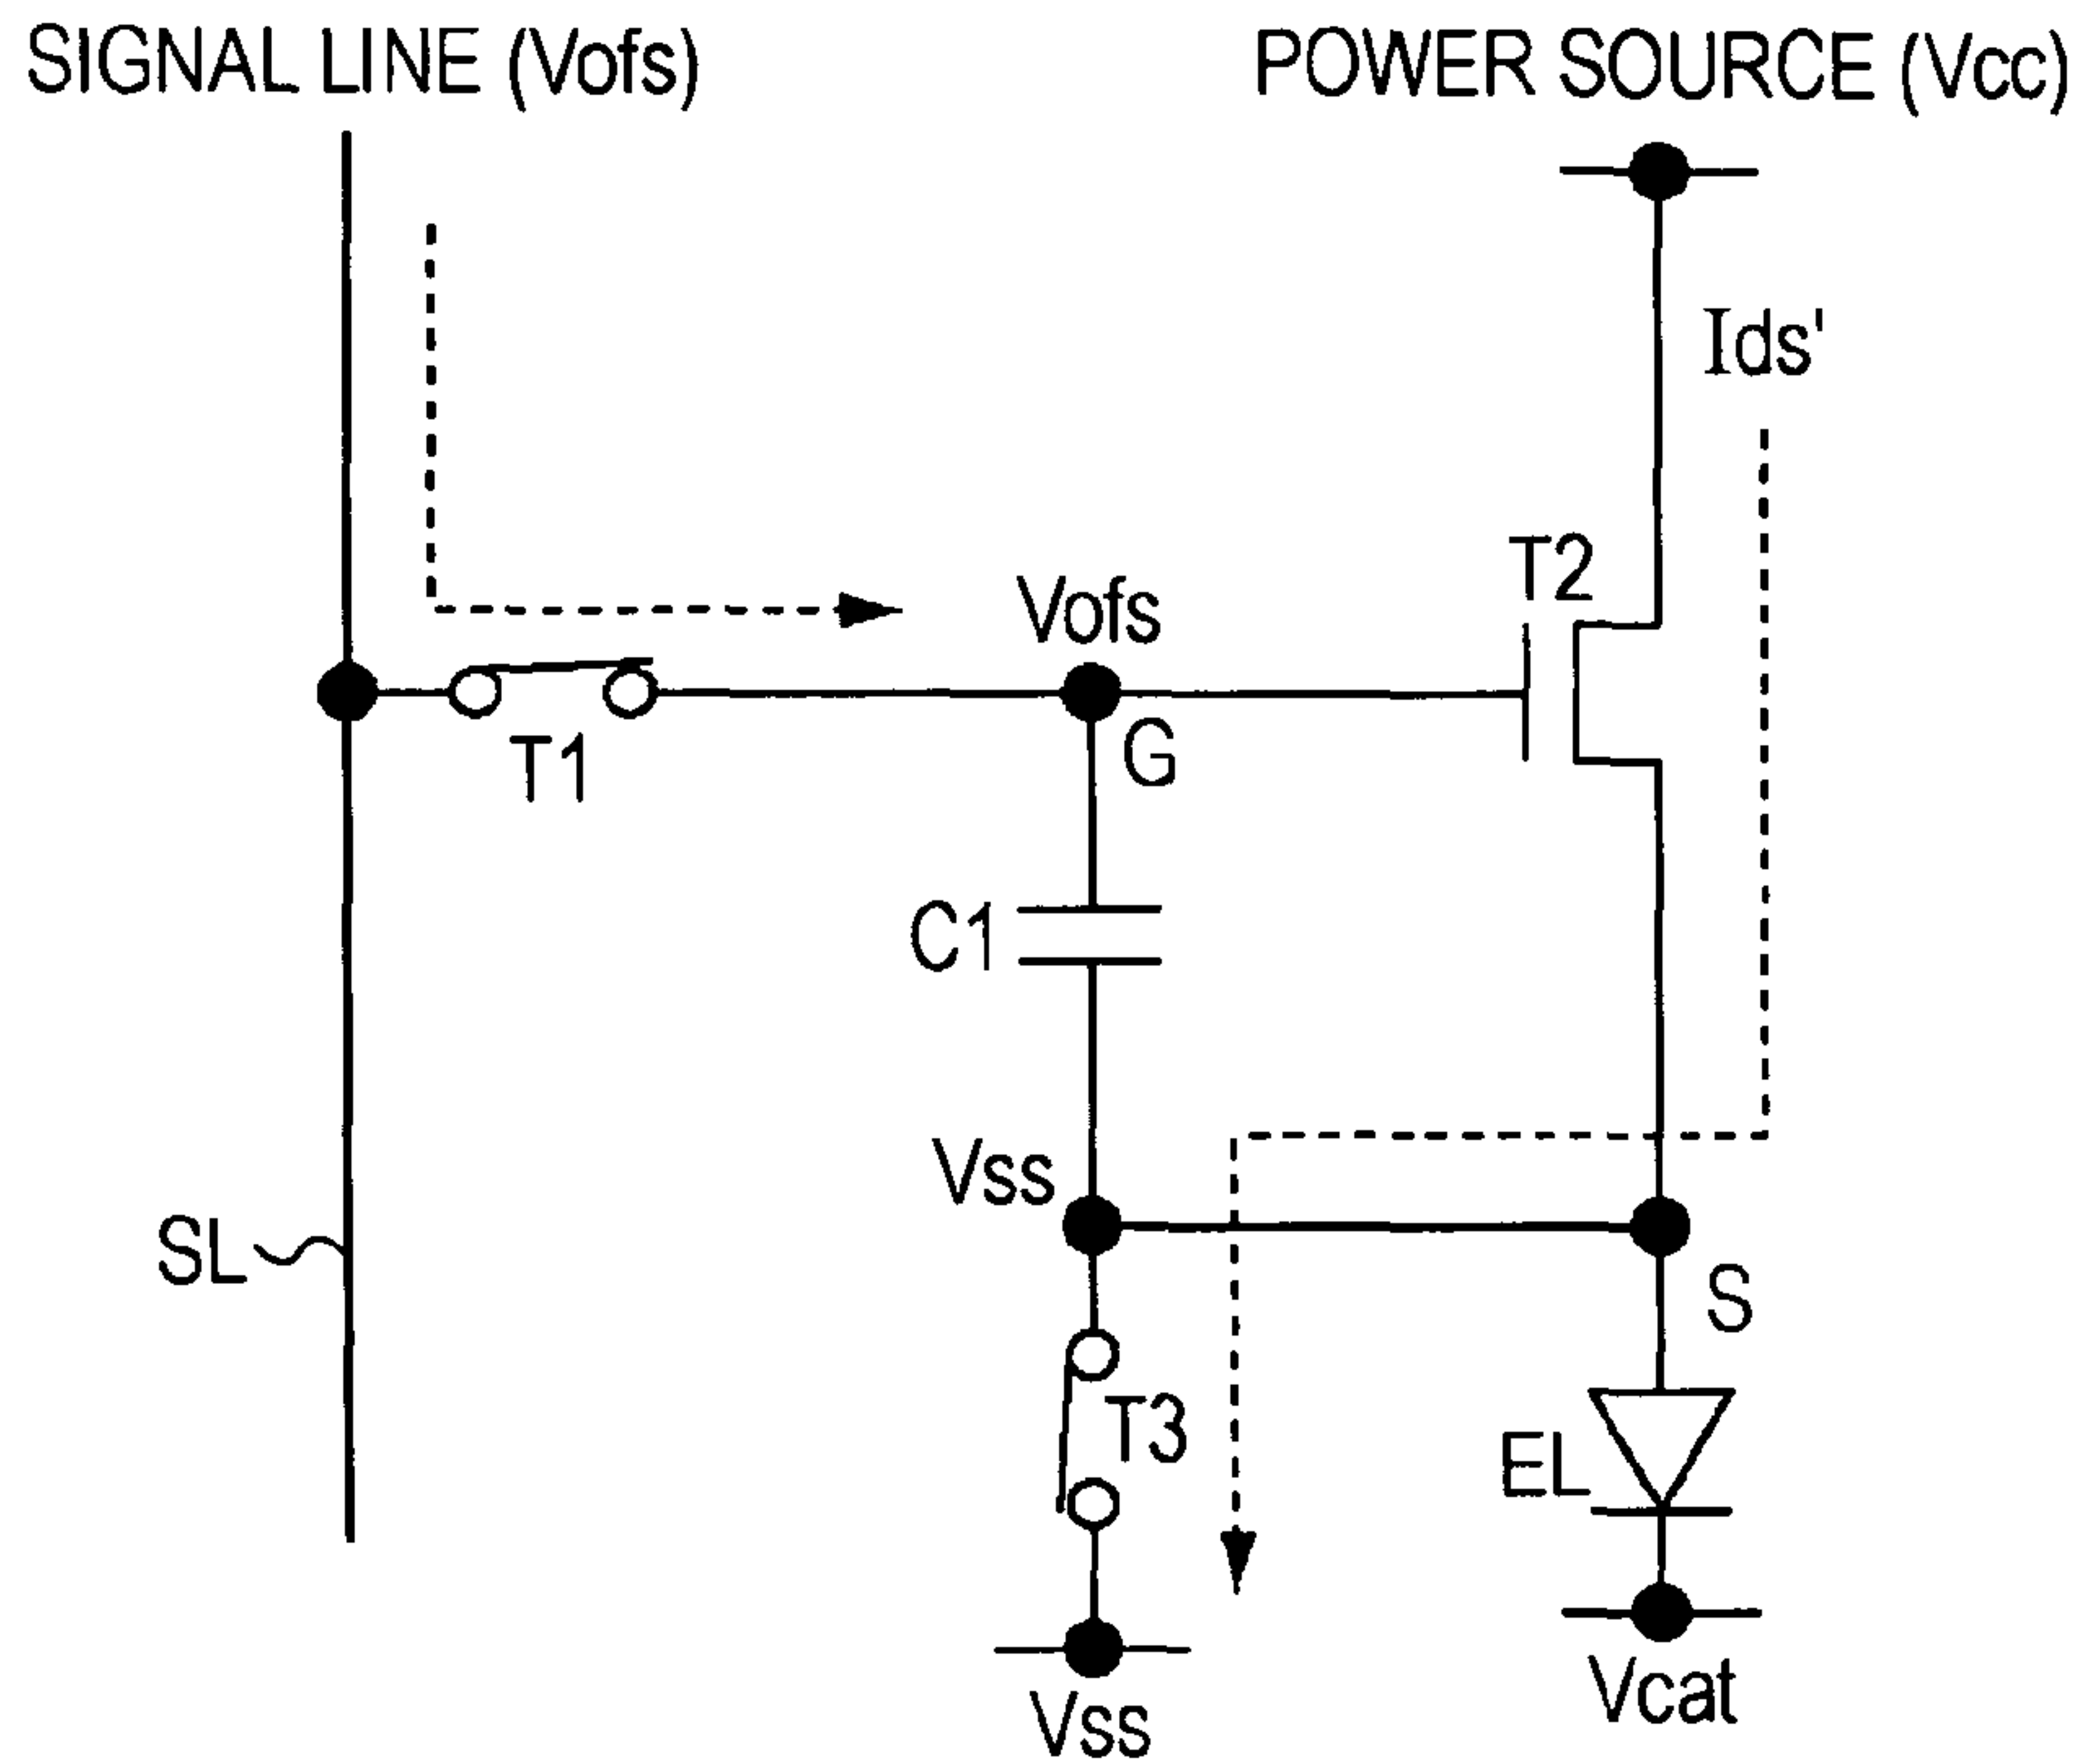 SIGNAL LINE (Vofs)
POWER SOURCE (Vcc)
Ids'
T2
Vofs
G
T1
C1
Vss
SL
S
T3
EL
Vcat
Vss